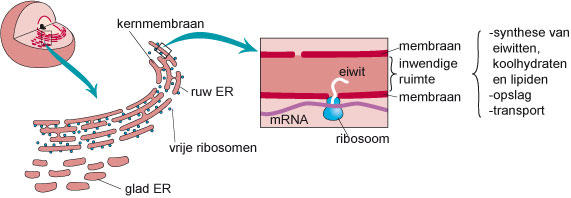 kernmembraan
ruw ER
vrije ribosomen
glad ER
membraan
inwendige
ruimte
membraan
eiwit
mRNA
ribosoom
-synthese van
eiwitten,
koolhydraten
en lipiden
-opslag
-transport